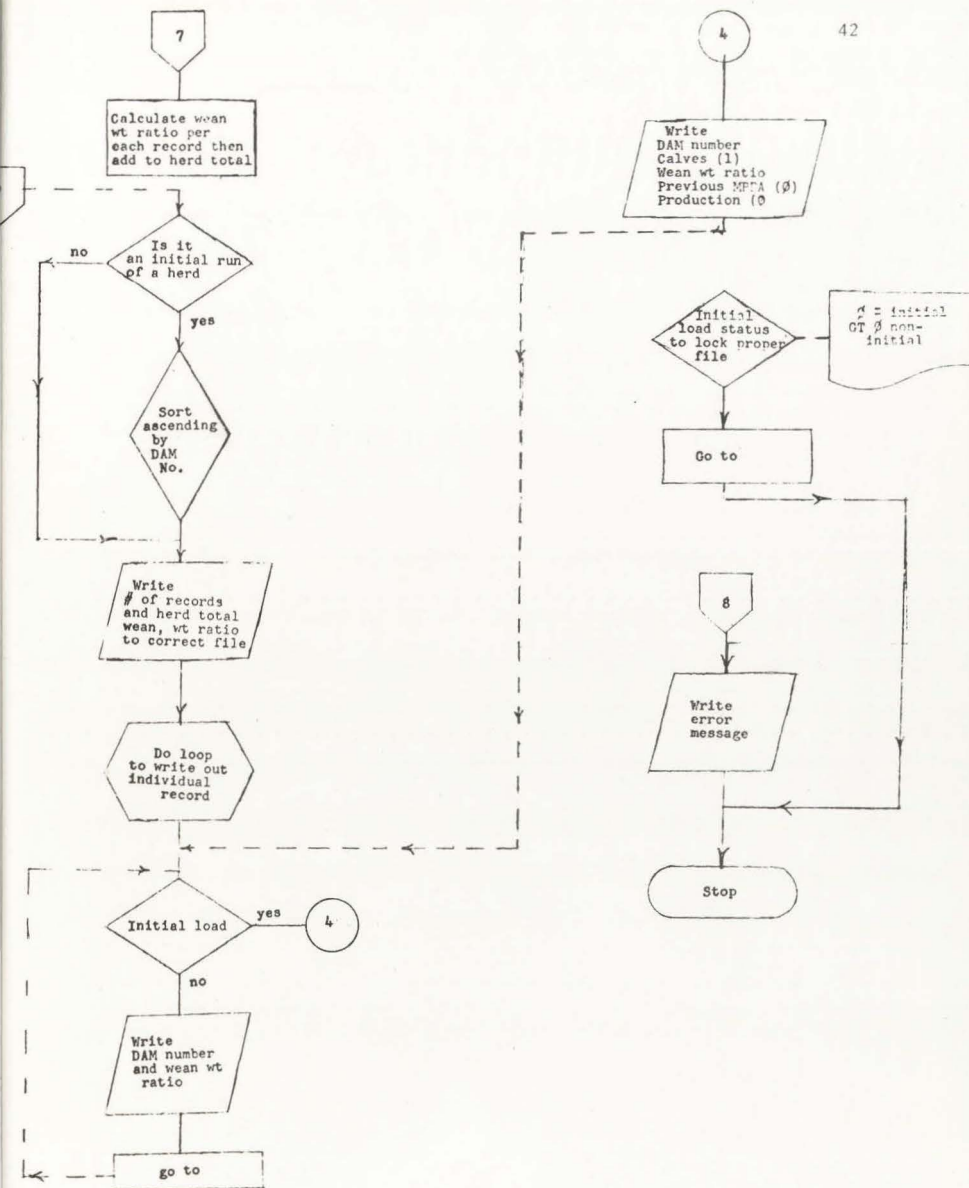 42
7
Calculate wean
wt ratio per
each record then
add to herd total
Is it
an initial run
of a herd
no
yes
Sort
ascending
by
DAM
No.
Write
# of records
and herd total
wean, wt ratio
to correct file
Do loop
to write out
individual
record
Initial load
yes
4
no
Write
DAM number
and wean wt
ratio
go to
4
Write
DAM number
Calves (1)
Wean wt ratio
Previous (Ø)
Production (0
Initial
load status
to lock proper
file
Ø = initial
GT Ø non-
initial
Go to
8
Write
error
message
Stop